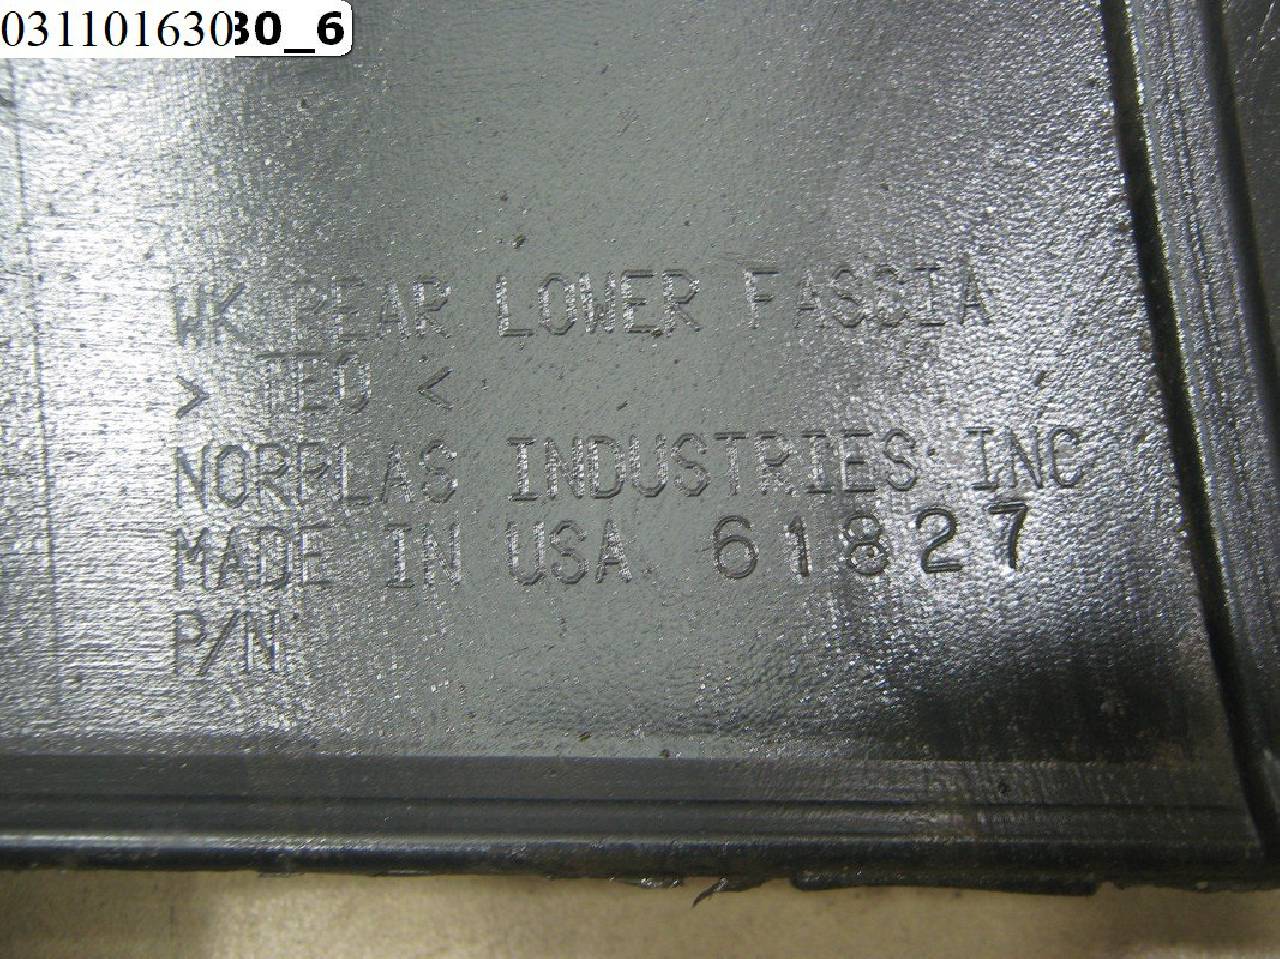 03110163030_6
WK REAR LOWER FASCIA
> TEO <
NORPLAS INDUSTRIES INC
MADE IN USA 61827
P/N